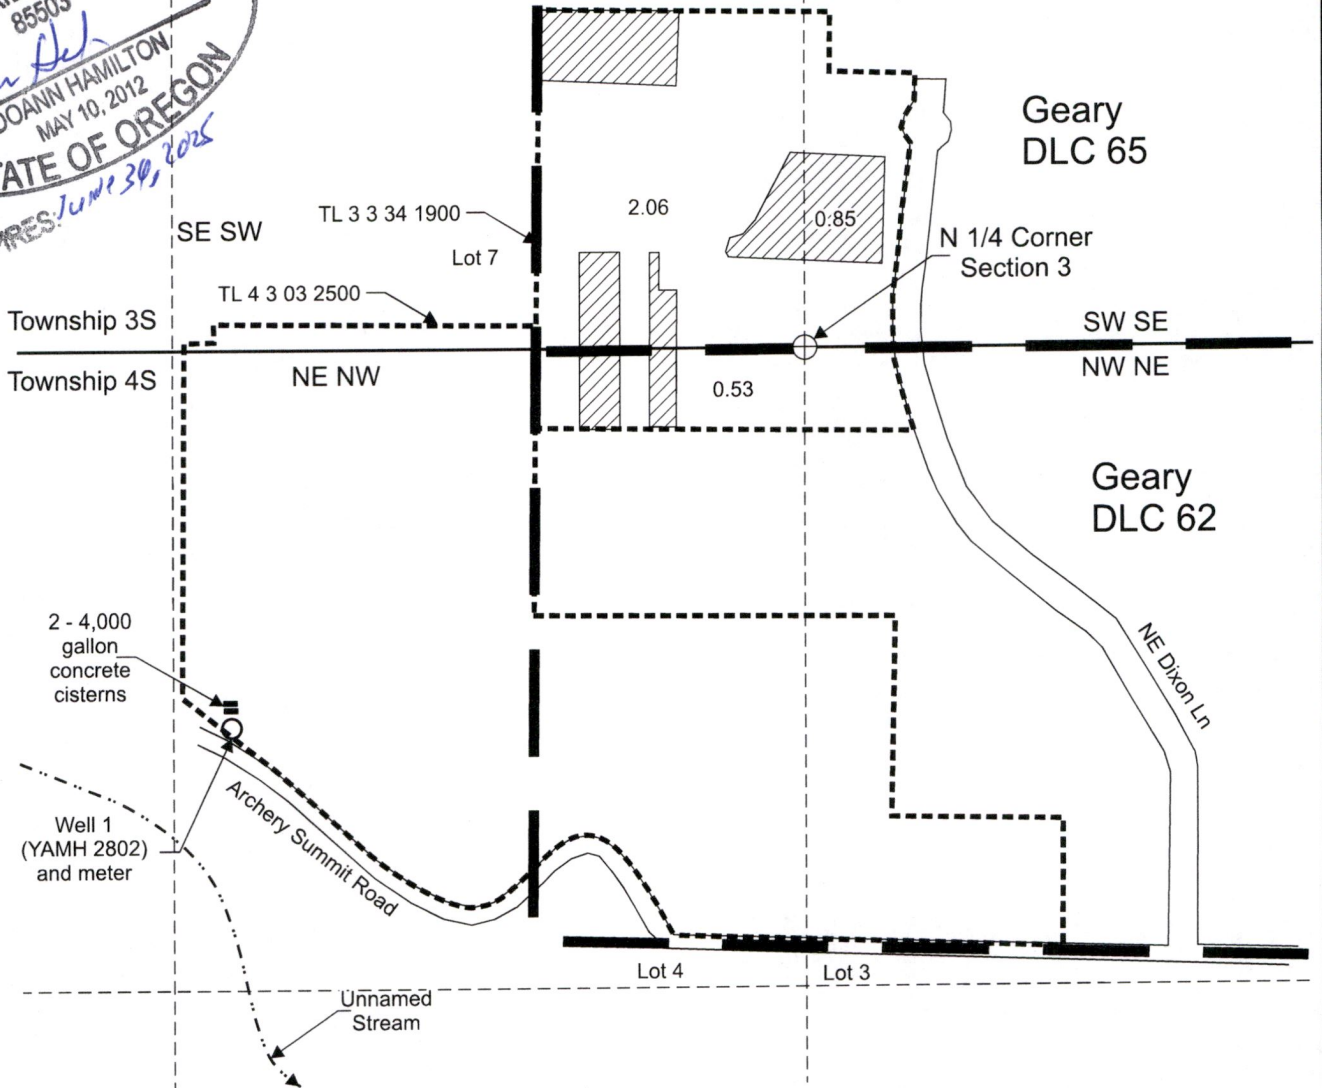 85503
DOANN HAMILTON
MAY 10, 2012
STATE OF OREGON
June 30, 2025
SE SW
TL 3 3 34 1900
Lot 7
TL 4 3 03 2500
Township 3S
Township 4S
NE NW
2.06
0.85
0.53
Geary
DLC 65
N 1/4 Corner
Section 3
SW SE
NW NE
Geary
DLC 62
2 - 4,000
gallon
concrete
cisterns
Well 1
(YAMH 2802)
and meter
Archery Summit Road
NE Dixon Ln
Lot 4
Lot 3
Unnamed
Stream